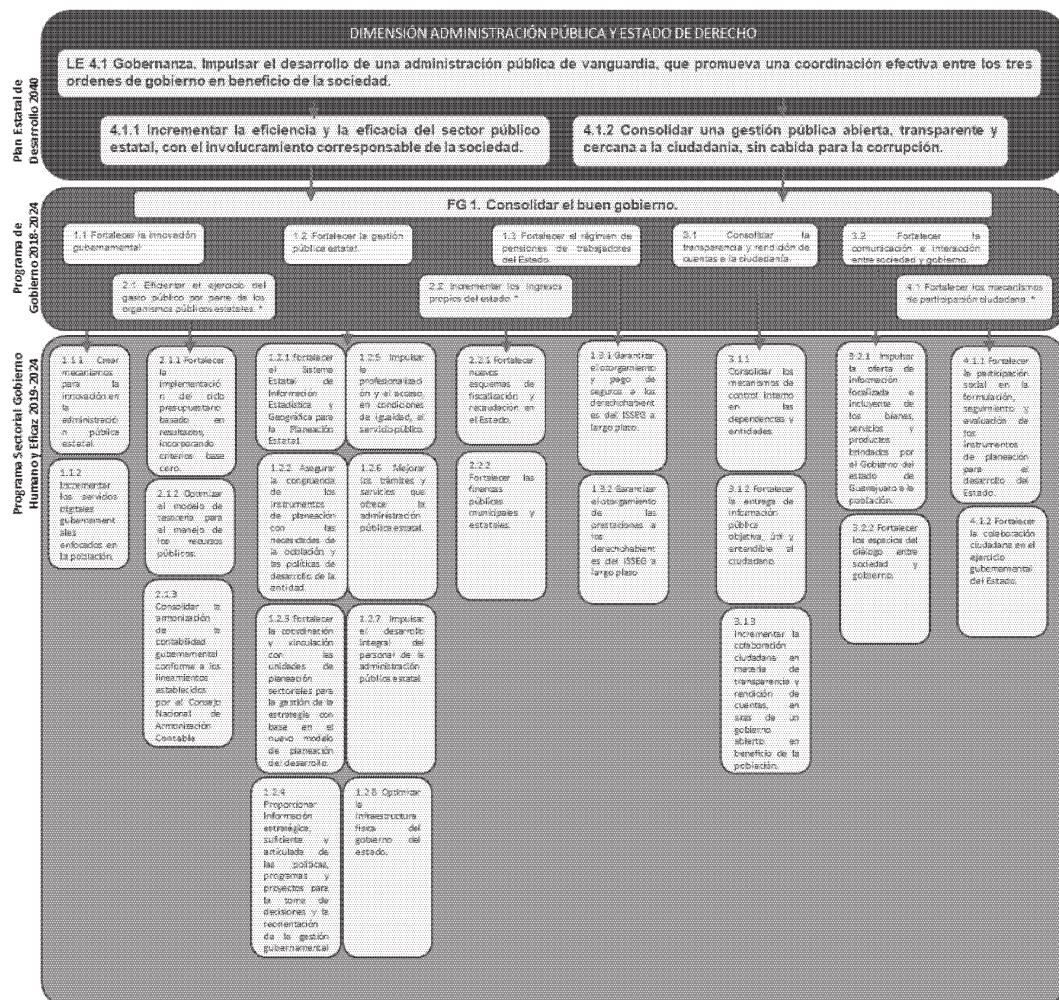 DIMENSIÓN ADMINISTRACIÓN PÚBLICA Y ESTADO DE DERECHO
Plan Estatal de
Desarrollo 2040
LE 4.1 Gobernanza. Impulsar el desarrollo de una administración pública de vanguardia, que promueva una coordinación efectiva entre los tres
ordenes de gobierno en beneficio de la sociedad.
4.1.1 Incrementar la eficiencia y la eficacia del sector público
estatal, con el involucramiento corresponsable de la sociedad.
4.1.2 Consolidar una gestión pública abierta, transparente y
cercana a la ciudadanía, sin cabida para la corrupción.
Programa de
Gobierno 2018-2024
FG 1. Consolidar el buen gobierno.
1.1 Fortalecer la innovación
gubernamental
1.2 Fortalecer la gestión
pública estatal.
1.3 Fortalecer el régimen de
pensiones de trabajadores
del Estado.
3.1 Consolidar la
transparencia y rendición de
cuentas a la ciudadanía.
3.2 Fortalecer la
comunicación e interacción
entre sociedad y gobierno.
2.1 Eficientar el ejercicio del
gasto público por parte de los
organismos públicos estatales. *
2.2 Incrementar los ingresos
propios del estado. *
4.1 Fortalecer los mecanismos
de participación ciudadana. *
Programa Sectorial Gobierno
Humano y Eficaz 2019-2024
1.1.1 Crear
mecanismos
para la
innovación en
la
administració
n pública
estatal.
1.1.2
Incrementar
los servicios
digitales
gubernament
ales
enfocados en
la población.
2.1.1 Fortalecer
la
implementació
n del ciclo
presupuestario
basado en
resultados,
incorporando
criterios base
cero.
2.1.2 Optimizar
el modelo de
tesorería para
el manejo de
los recursos
públicos.
2.1.3
Consolidar la
armonización
de la
contabilidad
gubernamental
conforme a los
lineamientos
establecidos
por el Consejo
Nacional de
Armonización
Contable
1.2.1 Fortalecer
el Sistema
Estatal de
Información
Estadística y
Geográfica para
la Planeación
Estatal.
1.2.2 Asegurar
la congruencia
de los
instrumentos
de planeación
con las
necesidades de
la población y
las políticas de
desarrollo de la
entidad.
1.2.3 Fortalecer
la coordinación
y vinculación
con las
unidades de
planeación
sectoriales para
la gestión de la
estrategia con
base en el
nuevo modelo
de planeación
del desarrollo.
1.2.4
Proporcionar
información
estratégica,
suficiente y
articulada de
las políticas,
programas y
proyectos para
la toma de
decisiones y la
reorientación
de la gestión
gubernamental
1.2.5 Impulsar
la
profesionalizaci
ón y el acceso,
en condiciones
de igualdad, al
servicio público.
1.2.6 Mejorar
los trámites y
servicios que
ofrece la
administración
pública estatal.
1.2.7 Impulsar
el desarrollo
integral del
personal de la
administración
pública estatal
1.2.8 Optimizar
la
infraestructura
física del
gobierno del
estado.
2.2.1 Fortalecer
nuevos
esquemas de
fiscalización y
recaudación en
el Estado.
2.2.2
Fortalecer las
finanzas
públicas
municipales y
estatales.
1.3.1 Garantizar
el otorgamiento
y pago de
seguros a los
derechohabient
es del ISSEG a
largo plazo.
1.3.2 Garantizar
el otorgamiento
de las
prestaciones a
los
derechohabient
es del ISSEG a
largo plazo
3.1.1
Consolidar los
mecanismos de
control interno
en las
dependencias y
entidades.
3.1.2 Fortalecer
la entrega de
información
pública
objetiva, útil y
entendible al
ciudadano.
3.1.3
Incrementar la
colaboración
ciudadana en
materia de
transparencia y
rendición de
cuentas, en
aras de un
gobierno
abierto en
beneficio de la
población.
3.2.1 Impulsar
la oferta de
información
focalizada e
incluyente de
los bienes,
servicios y
productos
brindados por
el Gobierno del
estado de
Guanajuato a la
población.
3.2.2 Fortalecer
los espacios del
diálogo entre
sociedad y
gobierno.
4.1.1 Fortalecer
la participación
social en la
formulación,
seguimiento y
evaluación de
los
instrumentos
de planeación
para el
desarrollo del
Estado.
4.1.2 Fortalecer
la colaboración
ciudadana en el
ejercicio
gubernamental
del Estado.